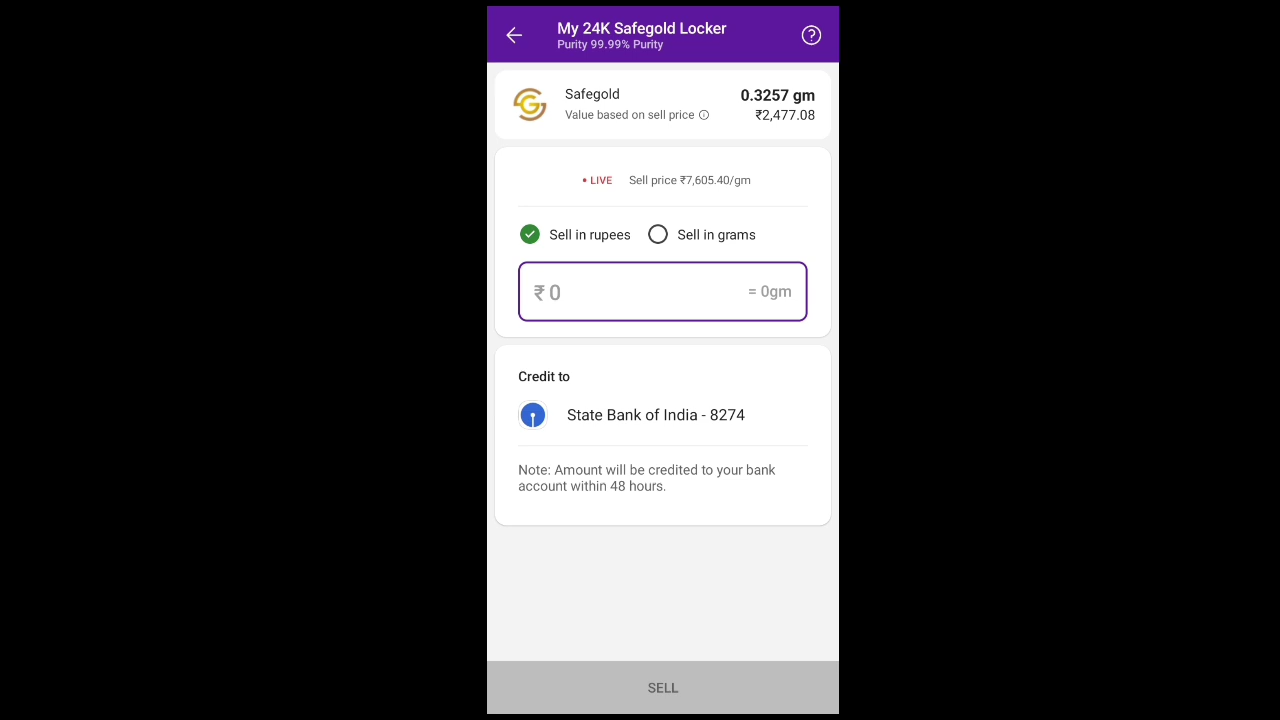 My 24K Safegold Locker
Purity 99.99% Purity
Safegold
0.3257 gm
Value based on sell price
₹2,477.08
• LIVE Sell price ₹7,605.40/gm
Sell in rupees Sell in grams
₹ 0 = 0gm
Credit to
State Bank of India - 8274
Note: Amount will be credited to your bank
account within 48 hours.
SELL